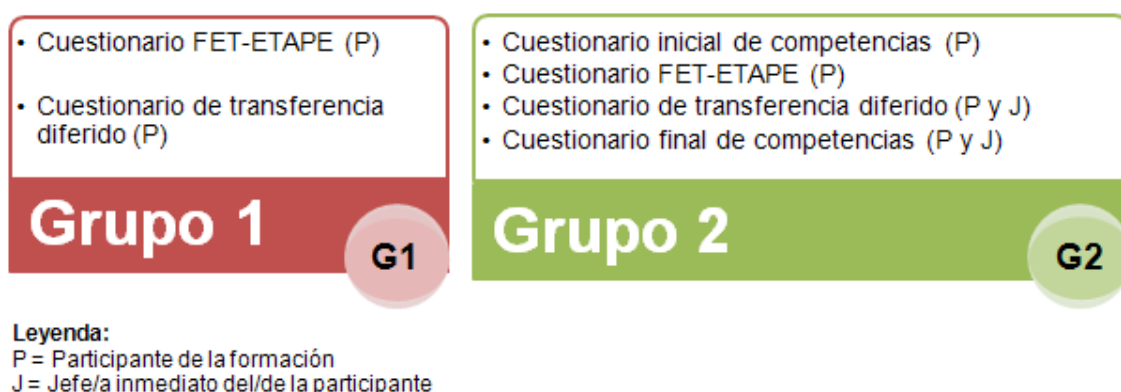 • Cuestionario FET-ETAPE (P)
• Cuestionario de transferencia
diferido (P)
Grupo 1
G1
• Cuestionario inicial de competencias (P)
• Cuestionario FET-ETAPE (P)
• Cuestionario de transferencia diferido (P y J)
• Cuestionario final de competencias (P y J)
Grupo 2
G2
Leyenda:
P = Participante de la formación
J = Jefe/a inmediato del/de la participante